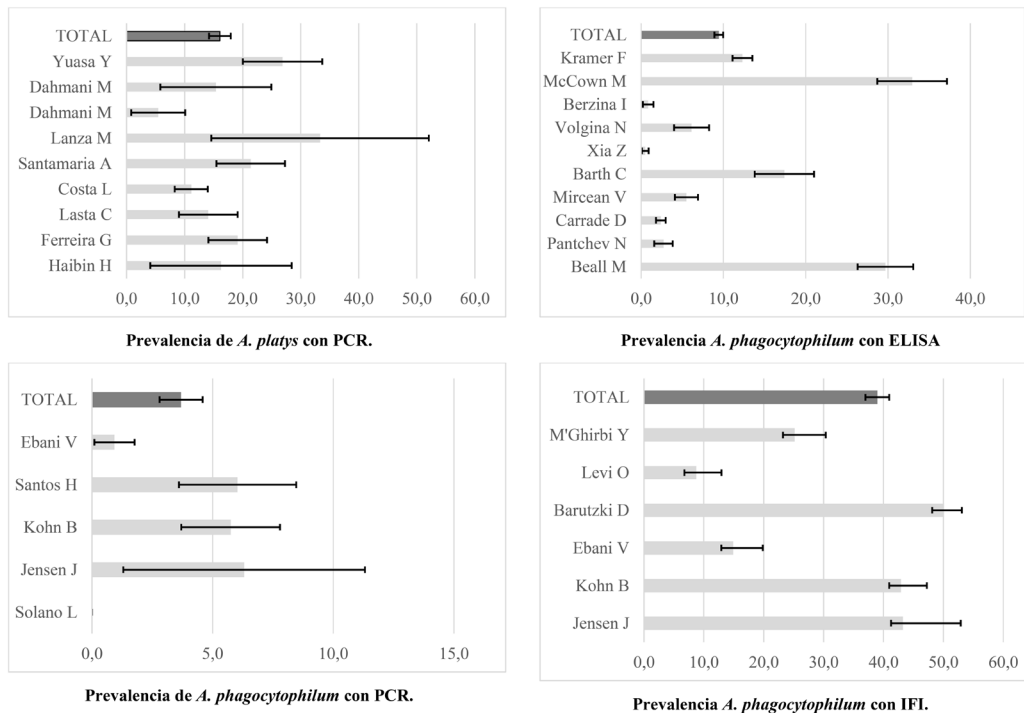 TOTAL
Yuasa Y
Dahmani M
Dahmani M
Lanza M
Santamaria A
Costa L
Lasta C
Ferreira G
Haibin H
0,0 10,0 20,0 30,0 40,0 50,0 60,0
Prevalencia de A. platys con PCR.
TOTAL
Kramer F
McCown M
Berzina I
Volgina N
Xia Z
Barth C
Mircean V
Carrade D
Pantchev N
Beall M
0,0 10,0 20,0 30,0 40,0
Prevalencia A. phagocytophilum con ELISA
TOTAL
Ebani V
Santos H
Kohn B
Jensen J
Solano L
0,0 5,0 10,0 15,0
Prevalencia de A. phagocytophilum con PCR.
TOTAL
M'Ghirbi Y
Levi O
Barutzki D
Ebani V
Kohn B
Jensen J
0,0 10,0 20,0 30,0 40,0 50,0 60,0
Prevalencia A. phagocytophilum con IFI.